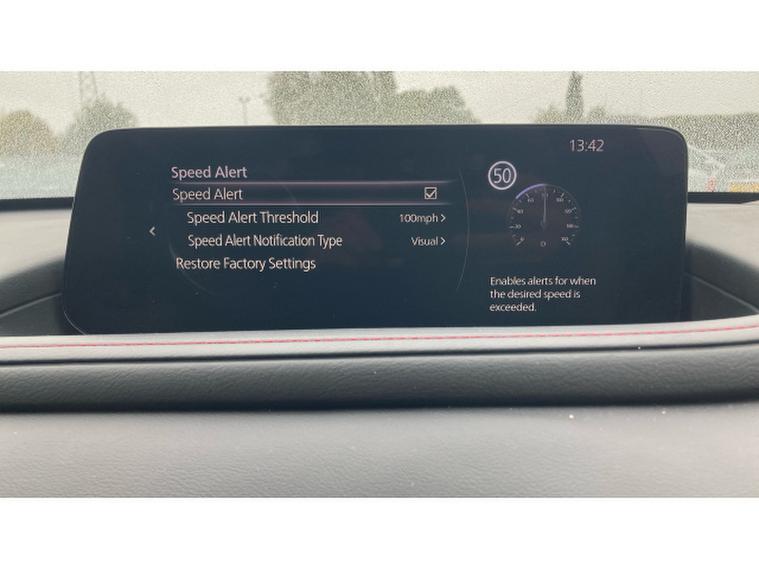 13:42
Speed Alert
Speed Alert
Speed Alert Threshold 100mph
Speed Alert Notification Type Visual
Restore Factory Settings
50
Enables alerts for when
the desired speed is
exceeded.